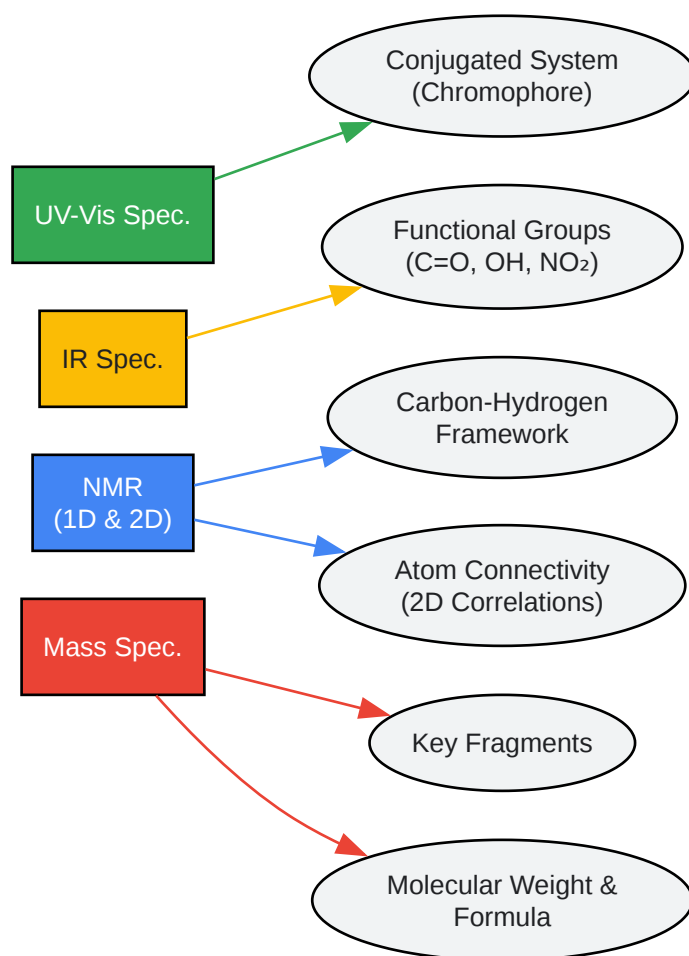 Conjugated System
(Chromophore)
UV-Vis Spec.
Functional Groups
(C=O, OH, NO₂)
IR Spec.
Carbon-Hydrogen
Framework
NMR
(1D & 2D)
Atom Connectivity
(2D Correlations)
Mass Spec.
Key Fragments
Molecular Weight &
Formula